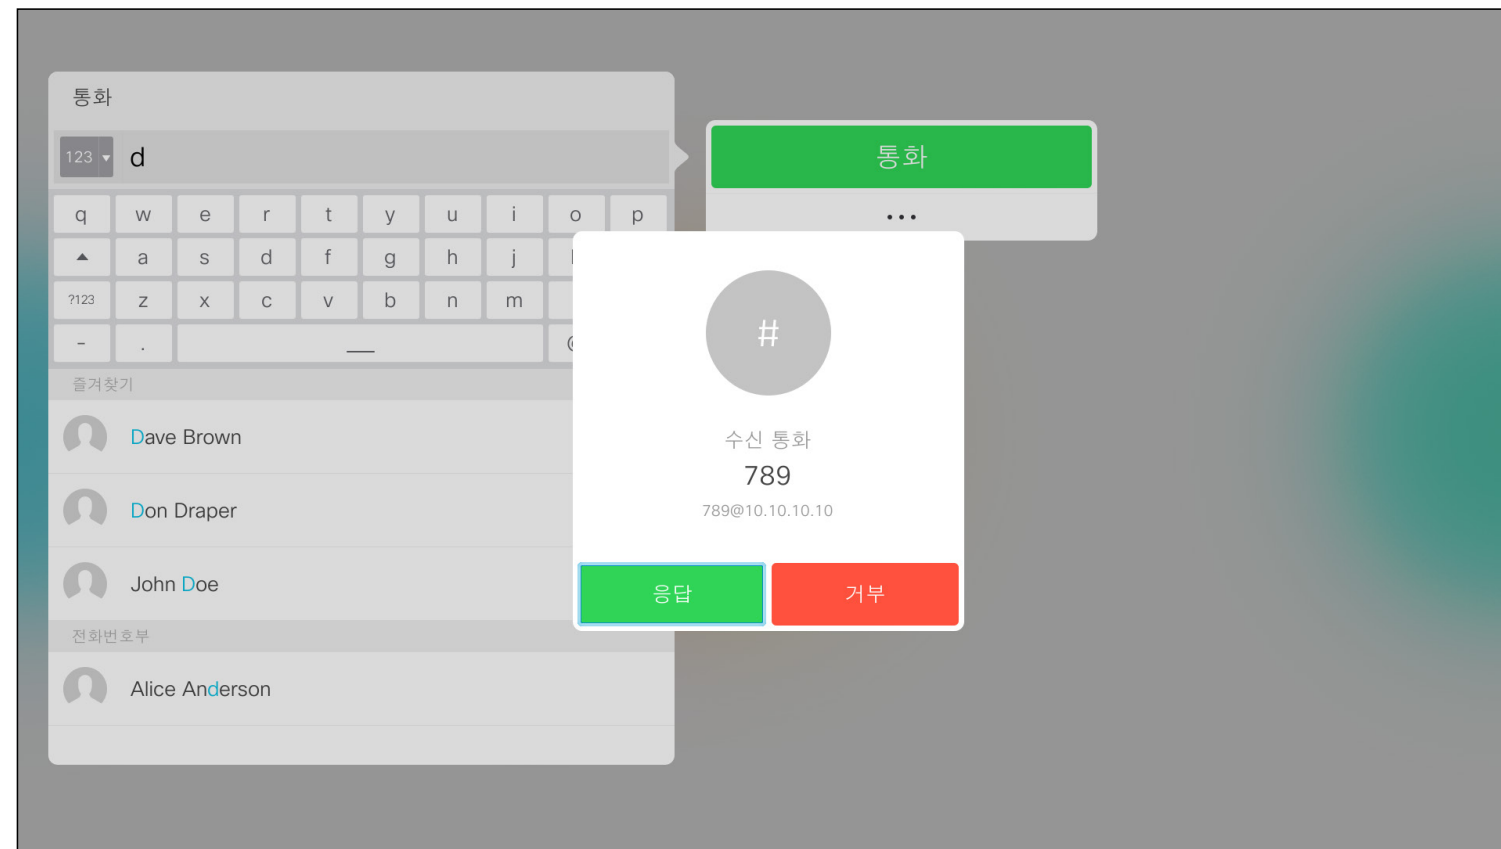 통화
123 d
통화
q w e r t y u i o p
...
a s d f g h j
?123 z x c v b n m
- .
즐겨찾기
Dave Brown
Don Draper
John Doe
전화번호부
Alice Anderson
#
수신 통화
789
789@10.10.10.10
응답 거부